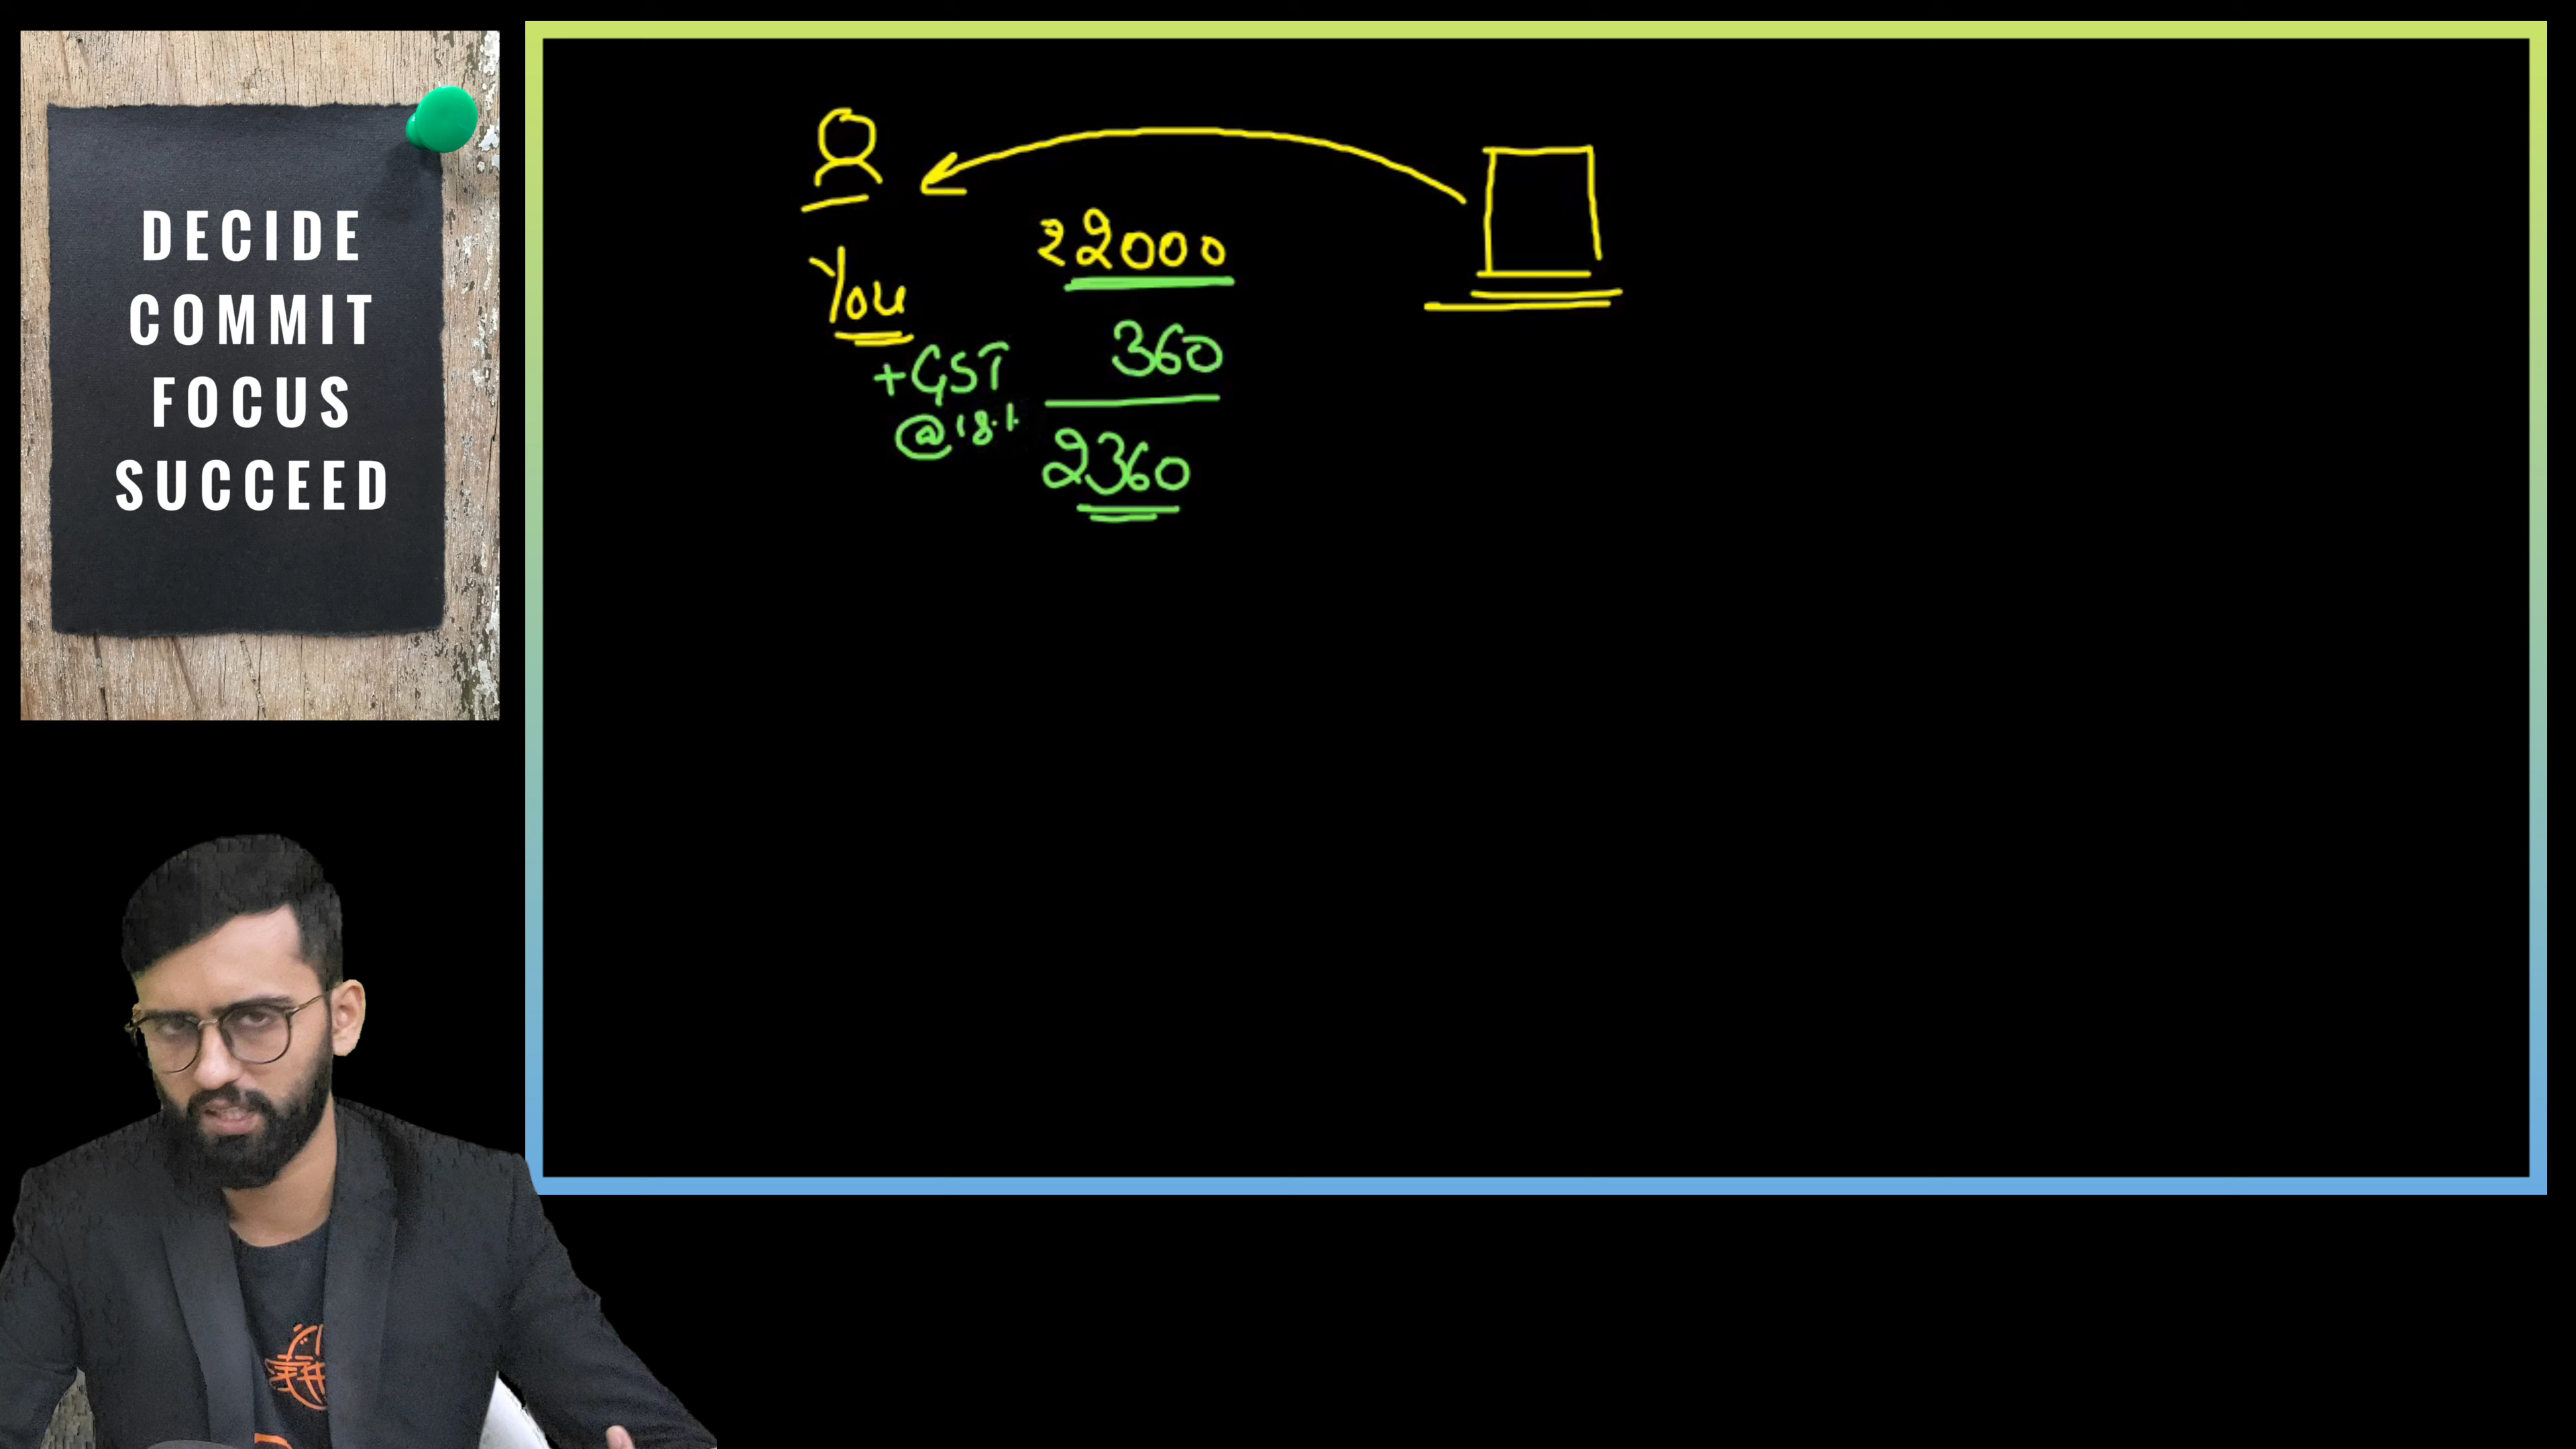 DECIDE
COMMIT
FOCUS
SUCCEED
₹2000
You
+GST 360
@18%
2360